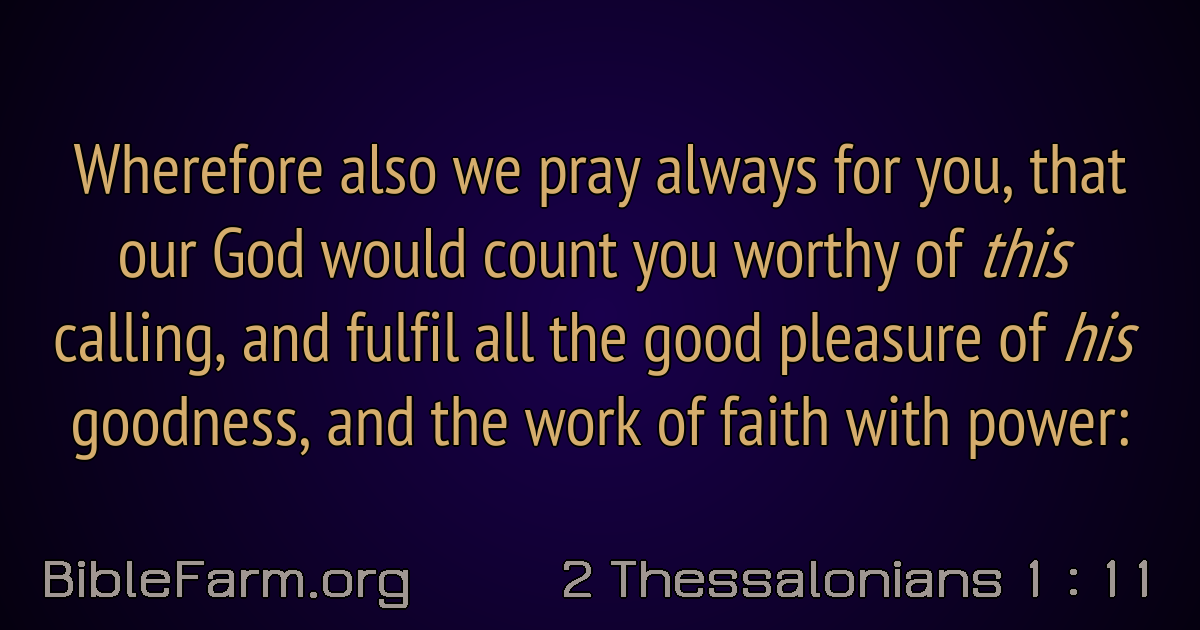 Wherefore also we pray always for you, that
our God would count you worthy of this
calling, and fulfil all the good pleasure of his
goodness, and the work of faith with power:
BibleFarm.org 2 Thessalonians 1 : 11